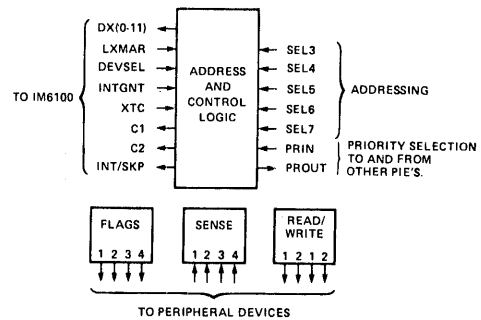 DX(0-11)
LXMAR
DEVSEL
INTGNT
XTC
C1
C2
INT/SKP
TO IM6100
ADDRESS
AND
CONTROL
LOGIC
SEL3
SEL4
SEL5
SEL6
SEL7
PRIN
PROUT
ADDRESSING
PRIORITY SELECTION
TO AND FROM
OTHER PIE'S.
FLAGS
1 2 3 4
SENSE
1 2 3 4
READ/
WRITE
1 2 1 2
TO PERIPHERAL DEVICES